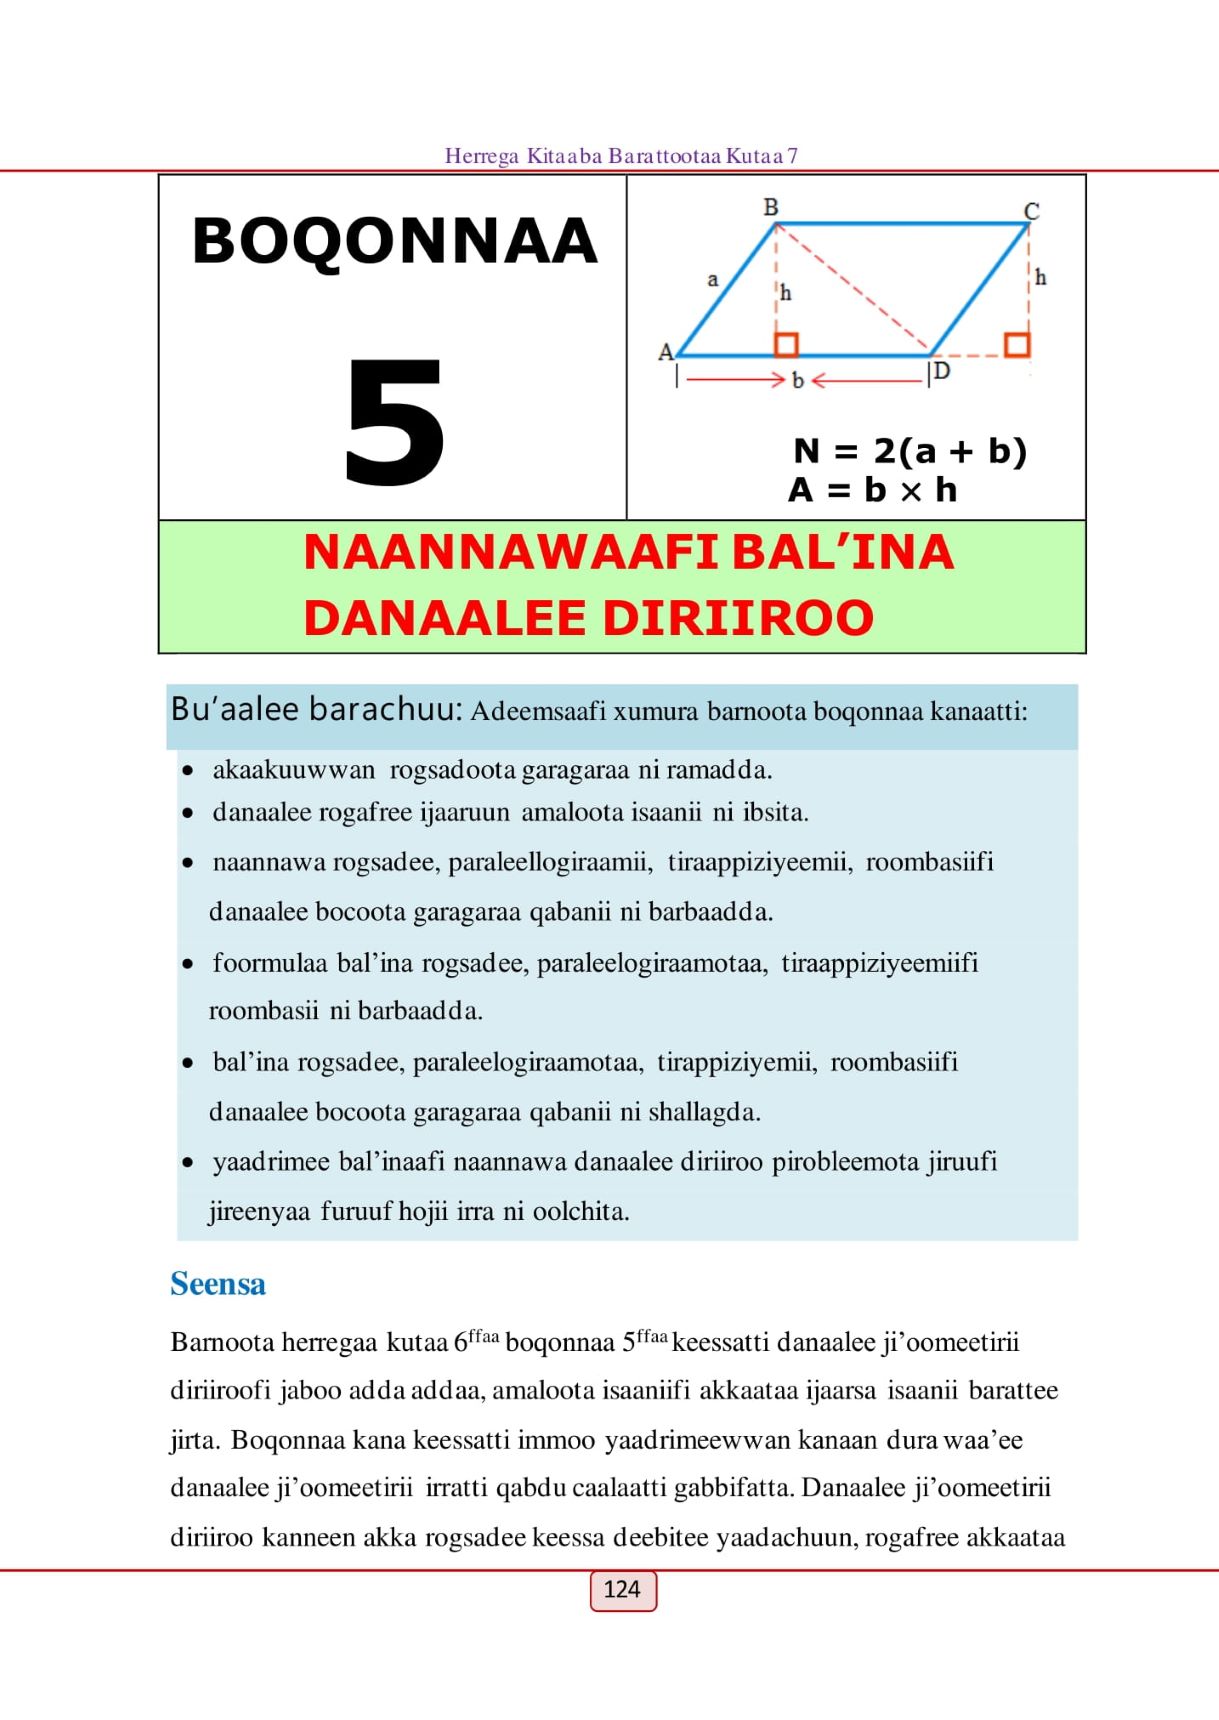 Herrega Kitaaba Barattootaa Kutaa 7
BOQONNAA
5
B
C
a
h
h
A
b
D
N = 2(a + b)
A = b × h
NAANNAWAAFI BAL’INA
DANAALEE DIRIIROO
Bu’aalee barachuu: Adeemsaafi xumura barnoota boqonnaa kanaatti:
• akaakuuwwan rogsadoota garagaraa ni ramadda.
• danaalee rogafree ijaaruun amaloota isaanii ni ibsita.
• naannawa rogsadee, paraleellogiraamii, tiraappiziyeemii, roombasiifi
danaalee bocoota garagaraa qabanii ni barbaadda.
• foormulaa bal’ina rogsadee, paraleelogiraamotaa, tiraappiziyeemiifi
roombasii ni barbaadda.
• bal’ina rogsadee, paraleelogiraamotaa, tirappiziyemii, roombasiifi
danaalee bocoota garagaraa qabanii ni shallagda.
• yaadrimee bal’inaafi naannawa danaalee diriiroo pirobleemota jiruufi
jireenyaa furuuf hojii irra ni oolchita.
Seensa
Barnoota herregaa kutaa 6ffaa boqonnaa 5ffaa keessatti danaalee ji’oomeetirii
diriiroofi jaboo adda addaa, amaloota isaaniifi akkaataa ijaarsa isaanii barattee
jirta. Boqonnaa kana keessatti immoo yaadrimeewwan kanaan dura waa’ee
danaalee ji’oomeetirii irratti qabdu caalaatti gabbifatta. Danaalee ji’oomeetirii
diriiroo kanneen akka rogsadee keessa deebitee yaadachuun, rogafree akkaataa
124